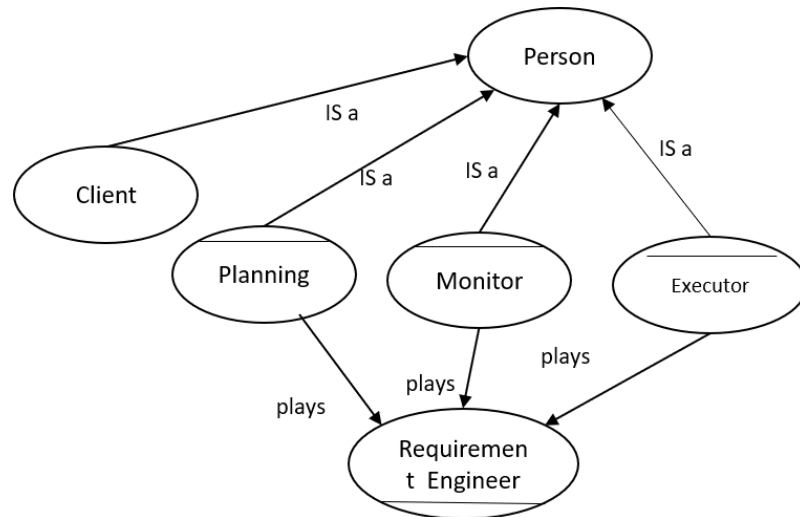 Person
IS a
Client
IS a
IS a
IS a
Planning
Monitor
Executor
plays
plays
plays
Requiremen
t Engineer